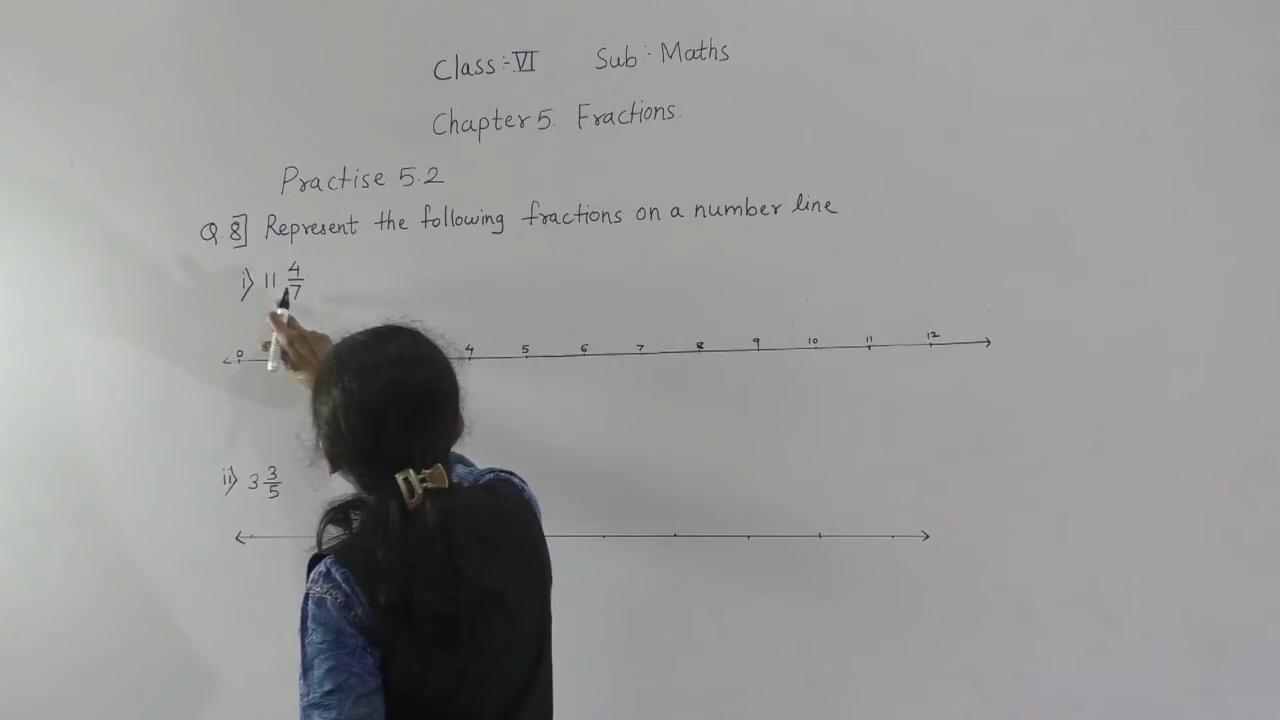 Class:- VI Sub:- Maths
Chapter 5. Fractions.
Practise 5.2
Q.8] Represent the following fractions on a number line
i) 11 4/7
0 4 5 6 7 8 9 10 11 12
ii) 3 3/5